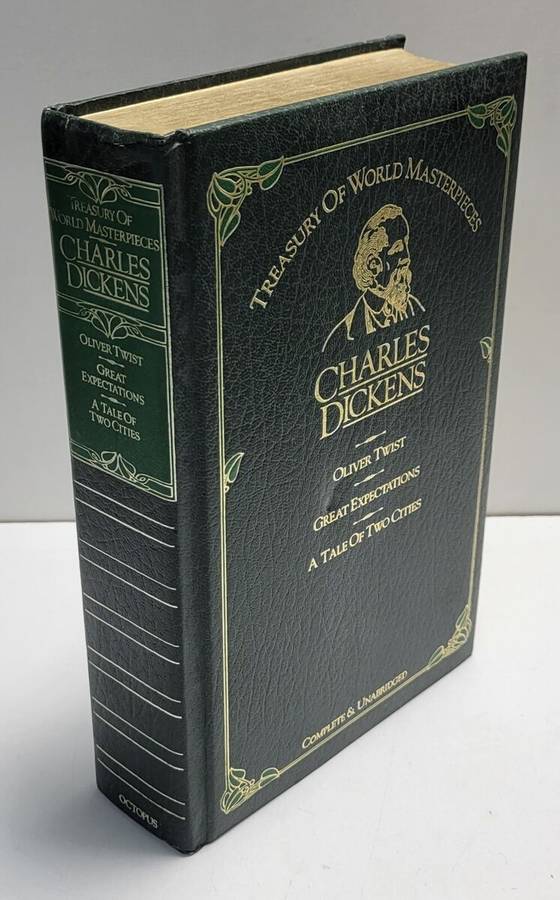 Treasury Of
World Masterpieces
Charles
Dickens
Oliver Twist
Great
Expectations
A Tale Of
Two Cities
Octopus
Treasury Of World Masterpieces
Charles
Dickens
Oliver Twist
Great Expectations
A Tale Of Two Cities
Complete & Unabridged